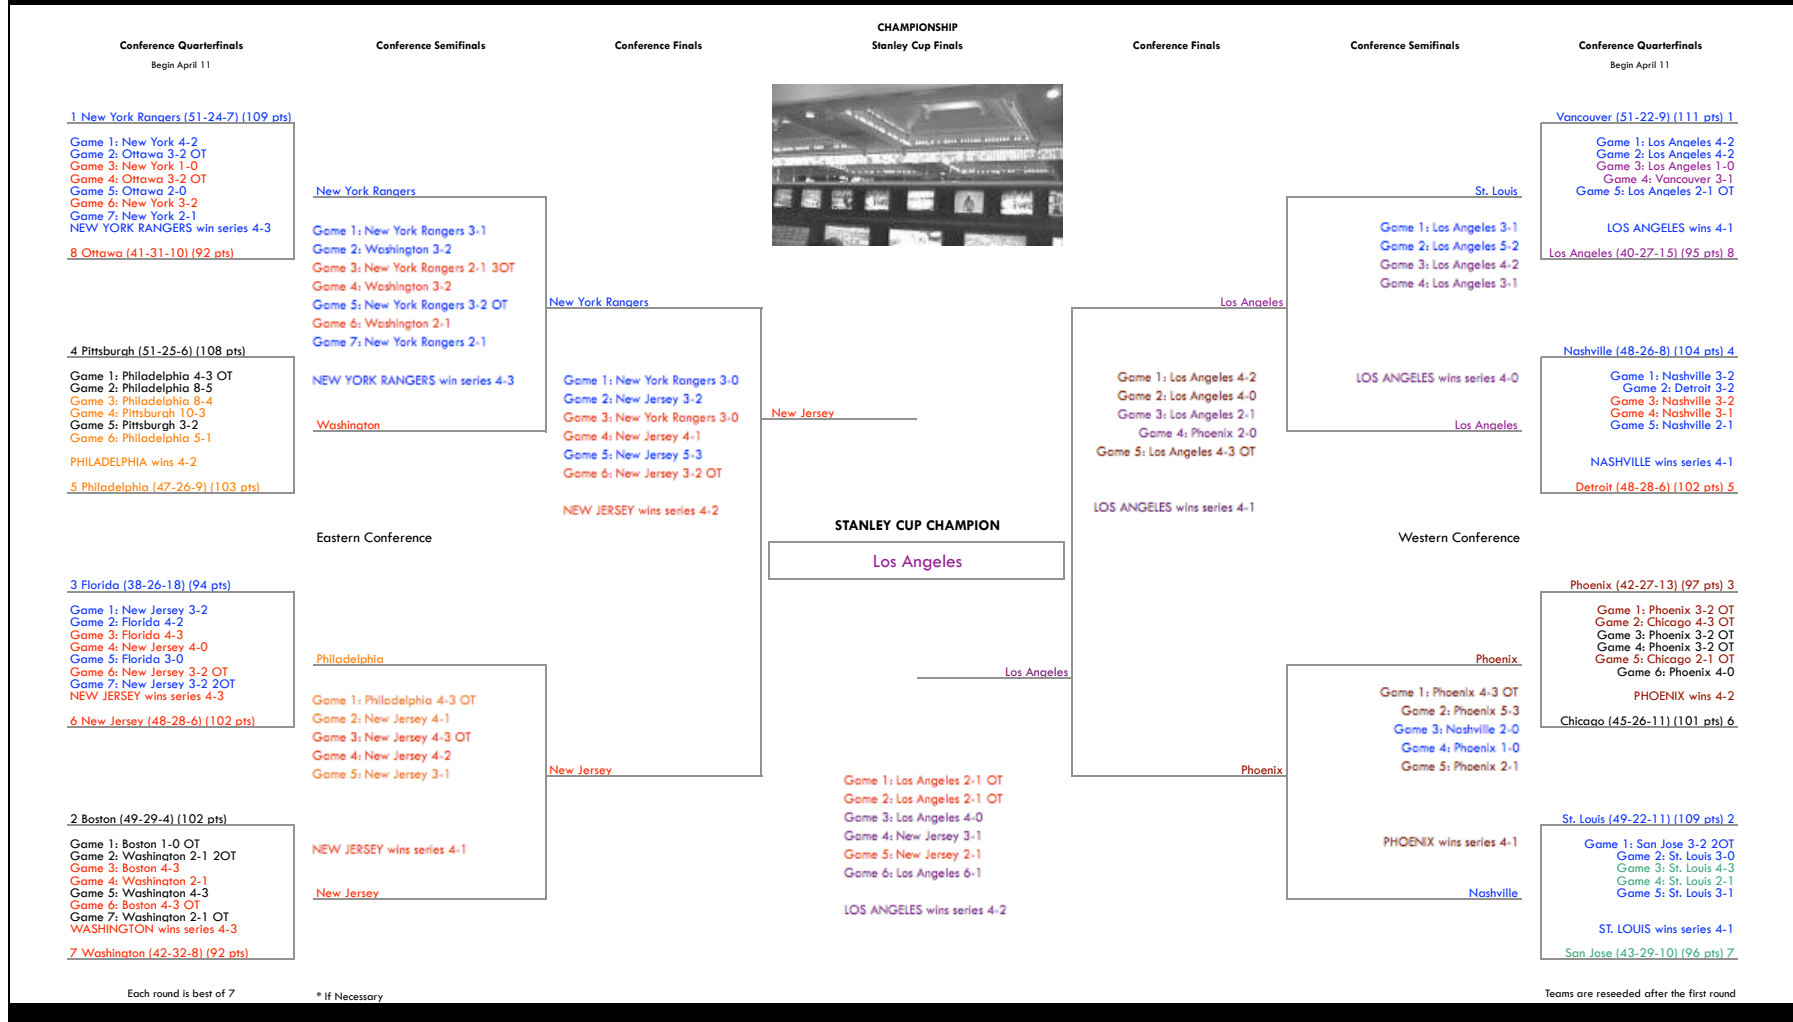 CHAMPIONSHIP
Conference Quarterfinals
Conference Semifinals
Conference Finals
Stanley Cup Finals
Conference Finals
Conference Semifinals
Conference Quarterfinals
Begin April 11
Begin April 11
1 New York Rangers (51-24-7) (109 pts)
Game 1: New York 4-2
Game 2: Ottawa 3-2 OT
Game 3: New York 1-0
Game 4: Ottawa 3-2 OT
Game 5: Ottawa 2-0
Game 6: New York 3-2
Game 7: New York 2-1
NEW YORK RANGERS win series 4-3
8 Ottawa (41-31-10) (92 pts)
4 Pittsburgh (51-25-6) (108 pts)
Game 1: Philadelphia 4-3 OT
Game 2: Philadelphia 8-5
Game 3: Philadelphia 8-4
Game 4: Pittsburgh 10-3
Game 5: Pittsburgh 3-2
Game 6: Philadelphia 5-1
PHILADELPHIA wins 4-2
5 Philadelphia (47-26-9) (103 pts)
3 Florida (38-26-18) (94 pts)
Game 1: New Jersey 3-2
Game 2: Florida 4-2
Game 3: Florida 4-3
Game 4: New Jersey 4-0
Game 5: Florida 3-0
Game 6: New Jersey 3-2 OT
Game 7: New Jersey 3-2 2OT
NEW JERSEY wins series 4-3
6 New Jersey (48-28-6) (102 pts)
2 Boston (49-29-4) (102 pts)
Game 1: Boston 1-0 OT
Game 2: Washington 2-1 2OT
Game 3: Boston 4-3
Game 4: Washington 2-1
Game 5: Washington 4-3
Game 6: Boston 4-3 OT
Game 7: Washington 2-1 OT
WASHINGTON wins series 4-3
7 Washington (42-32-8) (92 pts)
Each round is best of 7
New York Rangers
Game 1: New York Rangers 3-1
Game 2: Washington 3-2
Game 3: New York Rangers 2-1 3OT
Game 4: Washington 3-2
Game 5: New York Rangers 3-2 OT
Game 6: Washington 2-1
Game 7: New York Rangers 2-1
NEW YORK RANGERS win series 4-3
Washington
Eastern Conference
Philadelphia
Game 1: Philadelphia 4-3 OT
Game 2: New Jersey 4-1
Game 3: New Jersey 4-3 OT
Game 4: New Jersey 4-2
Game 5: New Jersey 3-1
NEW JERSEY wins series 4-1
New Jersey
* If Necessary
New York Rangers
Game 1: New York Rangers 3-0
Game 2: New Jersey 3-2
Game 3: New York Rangers 3-0
Game 4: New Jersey 4-1
Game 5: New Jersey 5-3
Game 6: New Jersey 3-2 OT
NEW JERSEY wins series 4-2
New Jersey
New Jersey
STANLEY CUP CHAMPION
Los Angeles
Los Angeles
Game 1: Los Angeles 2-1 OT
Game 2: Los Angeles 2-1 OT
Game 3: Los Angeles 4-0
Game 4: New Jersey 3-1
Game 5: New Jersey 2-1
Game 6: Los Angeles 6-1
LOS ANGELES wins series 4-2
Los Angeles
Game 1: Los Angeles 4-2
Game 2: Los Angeles 4-0
Game 3: Los Angeles 2-1
Game 4: Phoenix 2-0
Game 5: Los Angeles 4-3 OT
LOS ANGELES wins series 4-1
Phoenix
St. Louis
Game 1: Los Angeles 3-1
Game 2: Los Angeles 5-2
Game 3: Los Angeles 4-2
Game 4: Los Angeles 3-1
LOS ANGELES wins series 4-0
Los Angeles
Western Conference
Phoenix
Game 1: Phoenix 4-3 OT
Game 2: Phoenix 5-3
Game 3: Nashville 2-0
Game 4: Phoenix 1-0
Game 5: Phoenix 2-1
PHOENIX wins series 4-1
Nashville
Vancouver (51-22-9) (111 pts) 1
Game 1: Los Angeles 4-2
Game 2: Los Angeles 4-2
Game 3: Los Angeles 1-0
Game 4: Vancouver 3-1
Game 5: Los Angeles 2-1 OT
LOS ANGELES wins 4-1
Los Angeles (40-27-15) (95 pts) 8
Nashville (48-26-8) (104 pts) 4
Game 1: Nashville 3-2
Game 2: Detroit 3-2
Game 3: Nashville 3-2
Game 4: Nashville 3-1
Game 5: Nashville 2-1
NASHVILLE wins series 4-1
Detroit (48-28-6) (102 pts) 5
Phoenix (42-27-13) (97 pts) 3
Game 1: Phoenix 3-2 OT
Game 2: Chicago 4-3 OT
Game 3: Phoenix 3-2 OT
Game 4: Phoenix 3-2 OT
Game 5: Chicago 2-1 OT
Game 6: Phoenix 4-0
PHOENIX wins 4-2
Chicago (45-26-11) (101 pts) 6
St. Louis (49-22-11) (109 pts) 2
Game 1: San Jose 3-2 2OT
Game 2: St. Louis 3-0
Game 3: St. Louis 4-3
Game 4: St. Louis 2-1
Game 5: St. Louis 3-1
ST. LOUIS wins series 4-1
San Jose (43-29-10) (96 pts) 7
Teams are reseeded after the first round